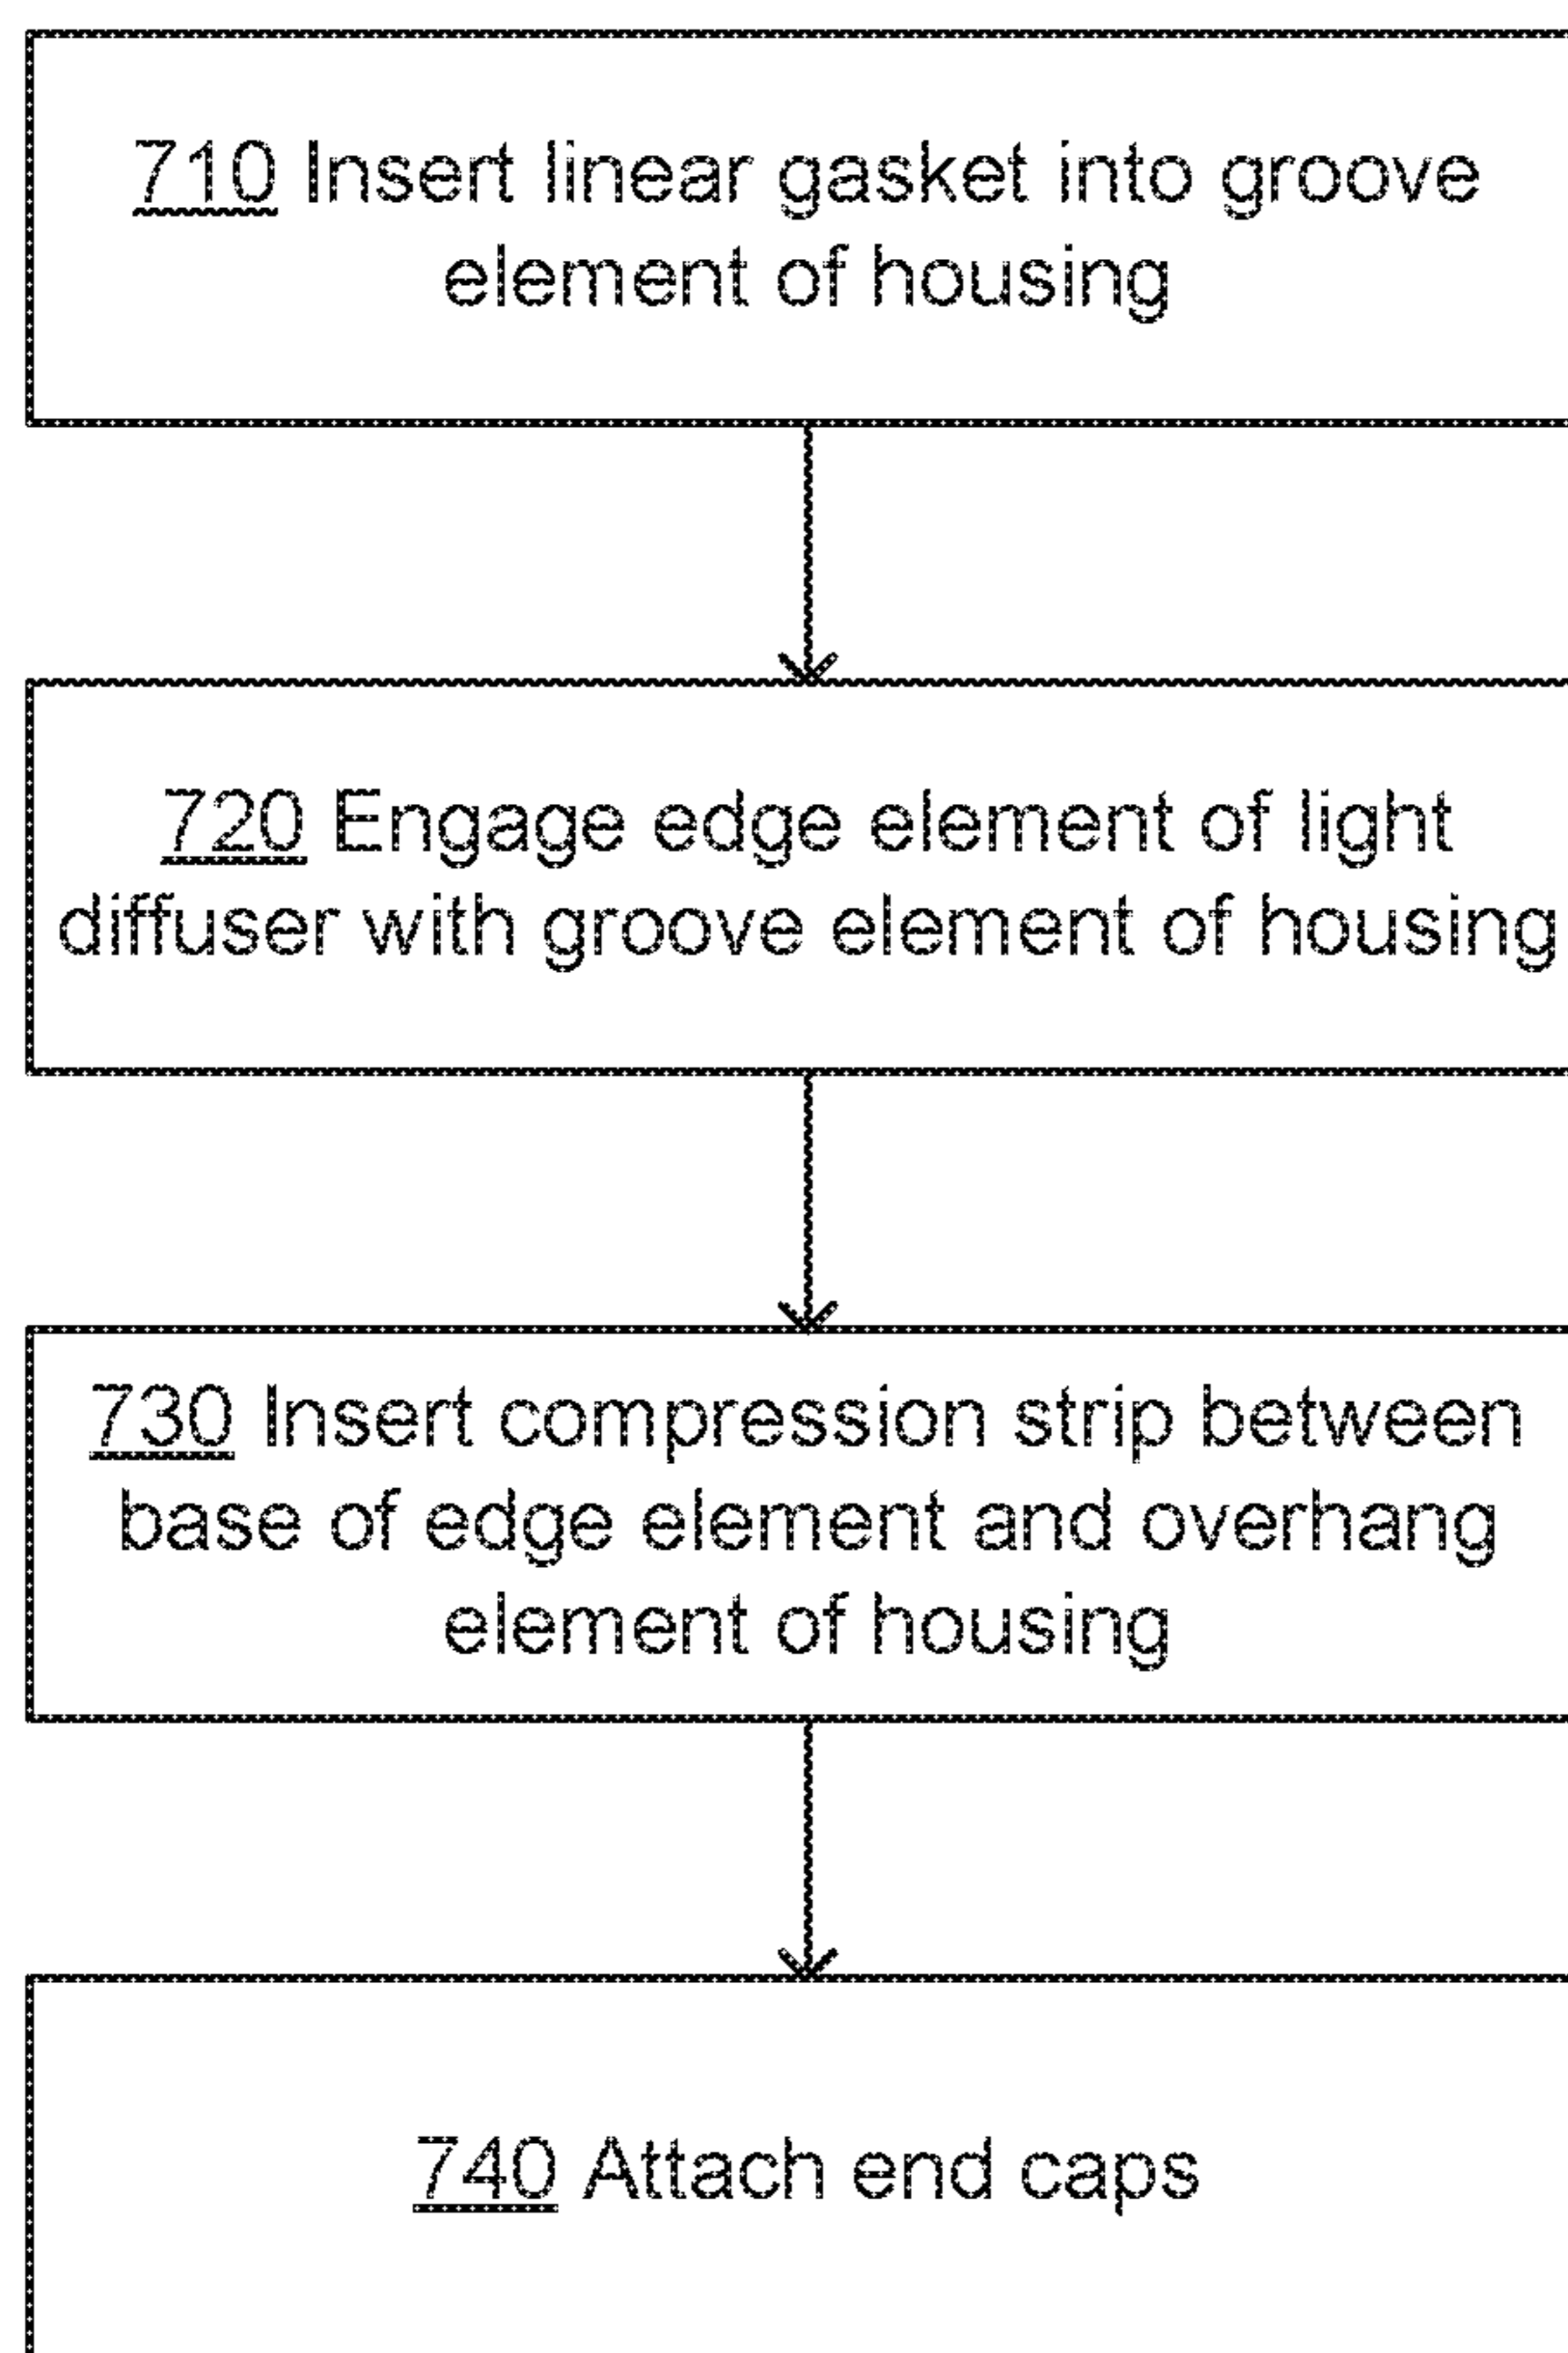 710 Insert linear gasket into groove
element of housing
720 Engage edge element of light
diffuser with groove element of housing
730 Insert compression strip between
base of edge element and overhang
element of housing
740 Attach end caps